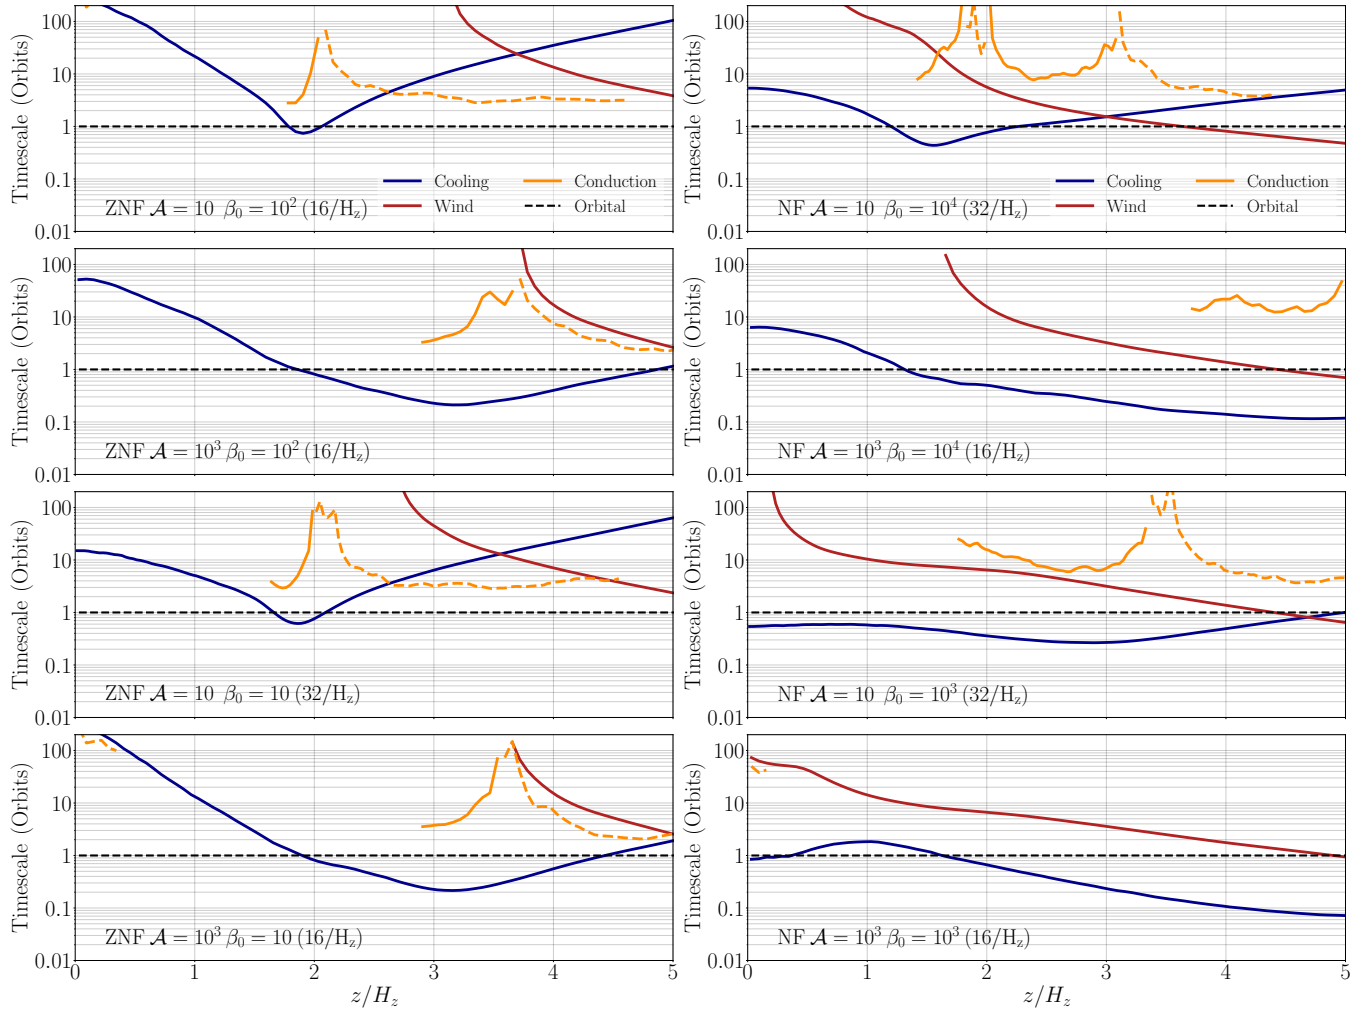 Timescale (Orbits)
100
10
1
0.1
0.01
Cooling
Conduction
Wind
Orbital
ZNF 𝒜 = 10 β₀ = 10² (16/H_z)
Timescale (Orbits)
100
10
1
0.1
0.01
Cooling
Conduction
Wind
Orbital
NF 𝒜 = 10 β₀ = 10⁴ (32/H_z)
Timescale (Orbits)
100
10
1
0.1
0.01
ZNF 𝒜 = 10³ β₀ = 10² (16/H_z)
Timescale (Orbits)
100
10
1
0.1
0.01
NF 𝒜 = 10³ β₀ = 10⁴ (16/H_z)
Timescale (Orbits)
100
10
1
0.1
0.01
ZNF 𝒜 = 10 β₀ = 10 (32/H_z)
Timescale (Orbits)
100
10
1
0.1
0.01
NF 𝒜 = 10 β₀ = 10³ (32/H_z)
Timescale (Orbits)
100
10
1
0.1
0.01
ZNF 𝒜 = 10³ β₀ = 10 (16/H_z)
0 1 2 3 4 5
z/H_z
Timescale (Orbits)
100
10
1
0.1
0.01
NF 𝒜 = 10³ β₀ = 10³ (16/H_z)
0 1 2 3 4 5
z/H_z